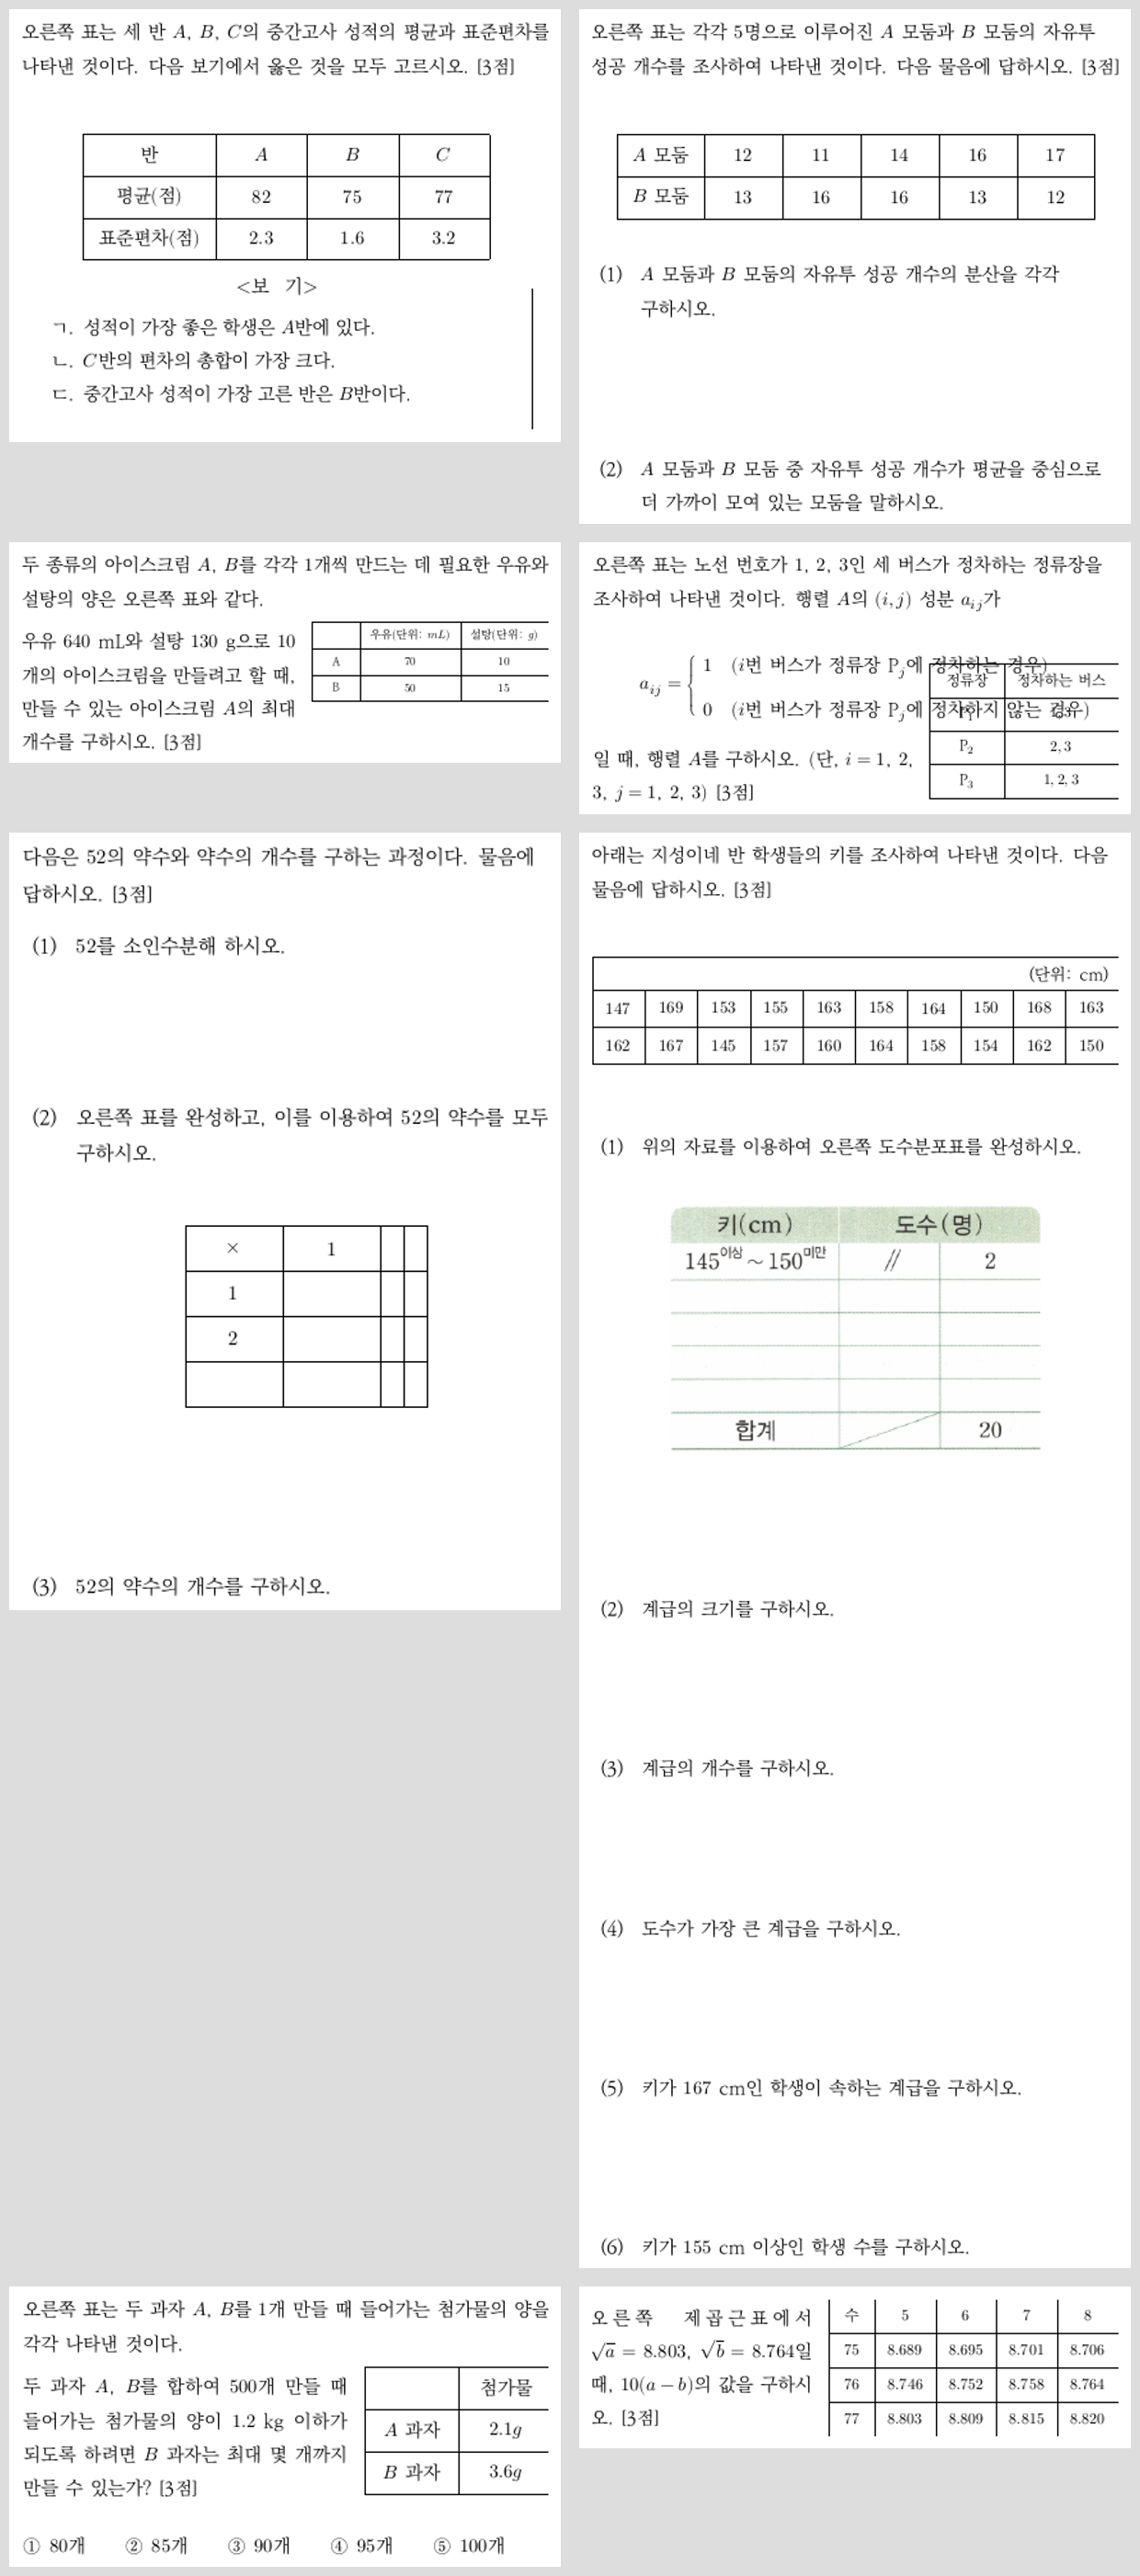 오른쪽 표는 세 반 A, B, C의 중간고사 성적의 평균과 표준편차를
나타낸 것이다. 다음 보기에서 옳은 것을 모두 고르시오. [3점]
반 A B C
평균(점) 82 75 77
표준편차(점) 2.3 1.6 3.2
<보 기>
ㄱ. 성적이 가장 좋은 학생은 A반에 있다.
ㄴ. C반의 편차의 총합이 가장 크다.
ㄷ. 중간고사 성적이 가장 고른 반은 B반이다.
오른쪽 표는 각각 5명으로 이루어진 A 모둠과 B 모둠의 자유투
성공 개수를 조사하여 나타낸 것이다. 다음 물음에 답하시오. [3점]
A 모둠 12 11 14 16 17
B 모둠 13 16 16 13 12
(1) A 모둠과 B 모둠의 자유투 성공 개수의 분산을 각각
구하시오.
(2) A 모둠과 B 모둠 중 자유투 성공 개수가 평균을 중심으로
더 가까이 모여 있는 모둠을 말하시오.
두 종류의 아이스크림 A, B를 각각 1개씩 만드는 데 필요한 우유와
설탕의 양은 오른쪽 표와 같다.
우유 640 mL와 설탕 130 g으로 10
개의 아이스크림을 만들려고 할 때,
만들 수 있는 아이스크림 A의 최대
개수를 구하시오. [3점]
우유(단위: mL) 설탕(단위: g)
A 70 10
B 50 15
오른쪽 표는 노선 번호가 1, 2, 3인 세 버스가 정차하는 정류장을
조사하여 나타낸 것이다. 행렬 A의 (i, j) 성분 a_{ij}가
a_{ij} = { 1 (i번 버스가 정류장 P_j에 정차하는 경우)
0 (i번 버스가 정류장 P_j에 정차하지 않는 경우)
일 때, 행렬 A를 구하시오. (단, i = 1, 2,
3, j = 1, 2, 3) [3점]
정류장 정차하는 버스
P₂ 2, 3
P₃ 1, 2, 3
다음은 52의 약수와 약수의 개수를 구하는 과정이다. 물음에
답하시오. [3점]
(1) 52를 소인수분해 하시오.
(2) 오른쪽 표를 완성하고, 이를 이용하여 52의 약수를 모두
구하시오.
× 1
1
2
(3) 52의 약수의 개수를 구하시오.
아래는 지성이네 반 학생들의 키를 조사하여 나타낸 것이다. 다음
물음에 답하시오. [3점]
(단위: cm)
147 169 153 155 163 158 164 150 168 163
162 167 145 157 160 164 158 154 162 150
(1) 위의 자료를 이용하여 오른쪽 도수분포표를 완성하시오.
키(cm) 도수(명)
145이상 ~ 150미만 // 2
합계 20
(2) 계급의 크기를 구하시오.
(3) 계급의 개수를 구하시오.
(4) 도수가 가장 큰 계급을 구하시오.
(5) 키가 167 cm인 학생이 속하는 계급을 구하시오.
(6) 키가 155 cm 이상인 학생 수를 구하시오.
오른쪽 표는 두 과자 A, B를 1개 만들 때 들어가는 첨가물의 양을
각각 나타낸 것이다.
두 과자 A, B를 합하여 500개 만들 때
들어가는 첨가물의 양이 1.2 kg 이하가
되도록 하려면 B 과자는 최대 몇 개까지
만들 수 있는가? [3점]
첨가물
A 과자 2.1g
B 과자 3.6g
① 80개 ② 85개 ③ 90개 ④ 95개 ⑤ 100개
오른쪽 제곱근표에서
√a = 8.803, √b = 8.764일
때, 10(a − b)의 값을 구하시
오. [3점]
수 5 6 7 8
75 8.689 8.695 8.701 8.706
76 8.746 8.752 8.758 8.764
77 8.803 8.809 8.815 8.820